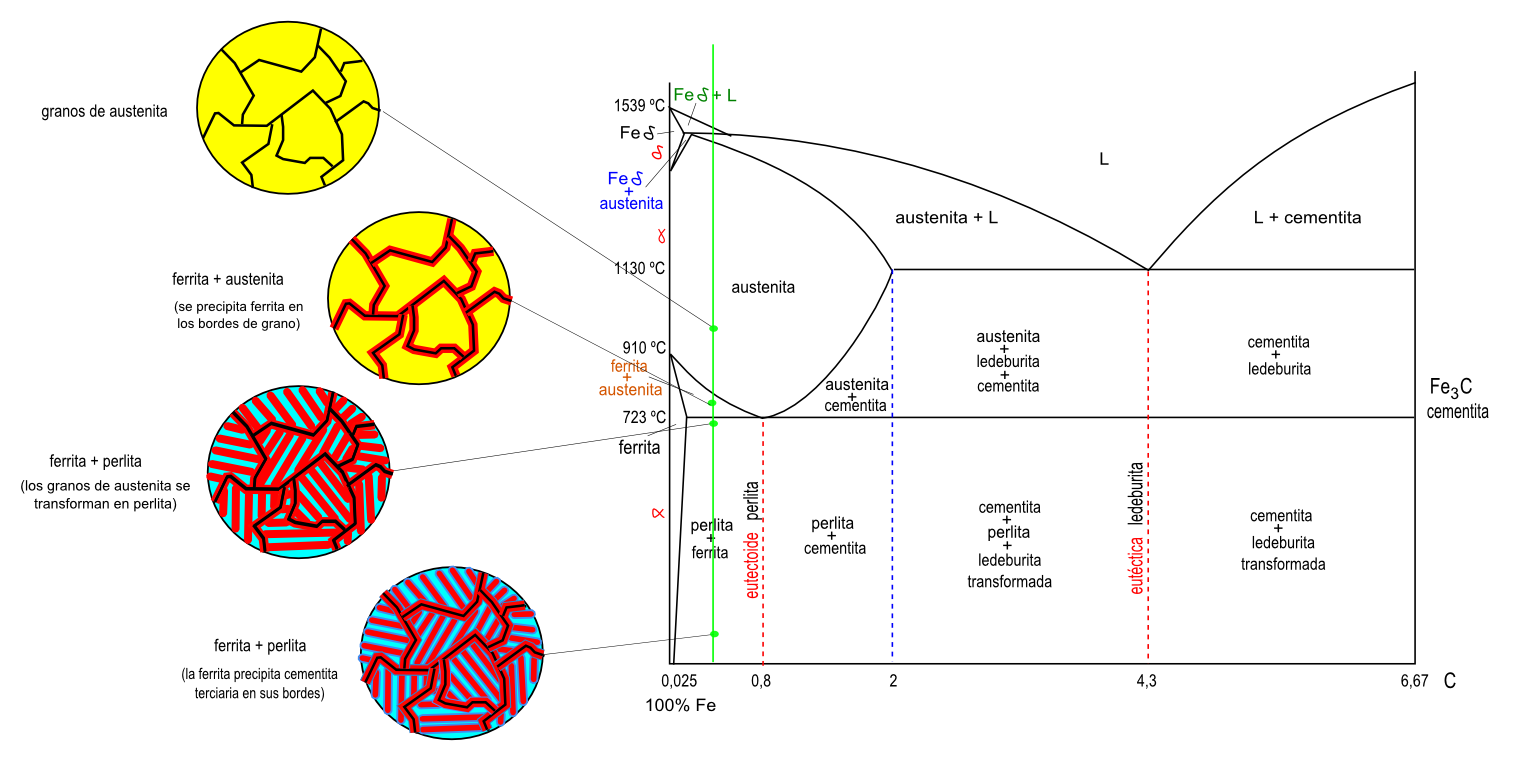 granos de austenita
ferrita + austenita
(se precipita ferrita en
los bordes de grano)
ferrita + perlita
(los granos de austenita se
transforman en perlita)
ferrita + perlita
(la ferrita precipita cementita
terciaria en sus bordes)
1539 ºC
Feδ + L
Feδ
δ
Feδ
+
austenita
γ
1130 ºC
910 ºC
ferrita
+
austenita
723 ºC
ferrita
α
L
austenita + L
L + cementita
austenita
austenita
+
cementita
austenita
+
ledeburita
+
cementita
cementita
+
ledeburita
Fe₃C
cementita
perlita
+
ferrita
eutectoide perlita
perlita
+
cementita
cementita
+
perlita
+
ledeburita
transformada
eutéctica ledeburita
cementita
+
ledeburita
transformada
0,025
0,8
2
4,3
6,67
C
100% Fe